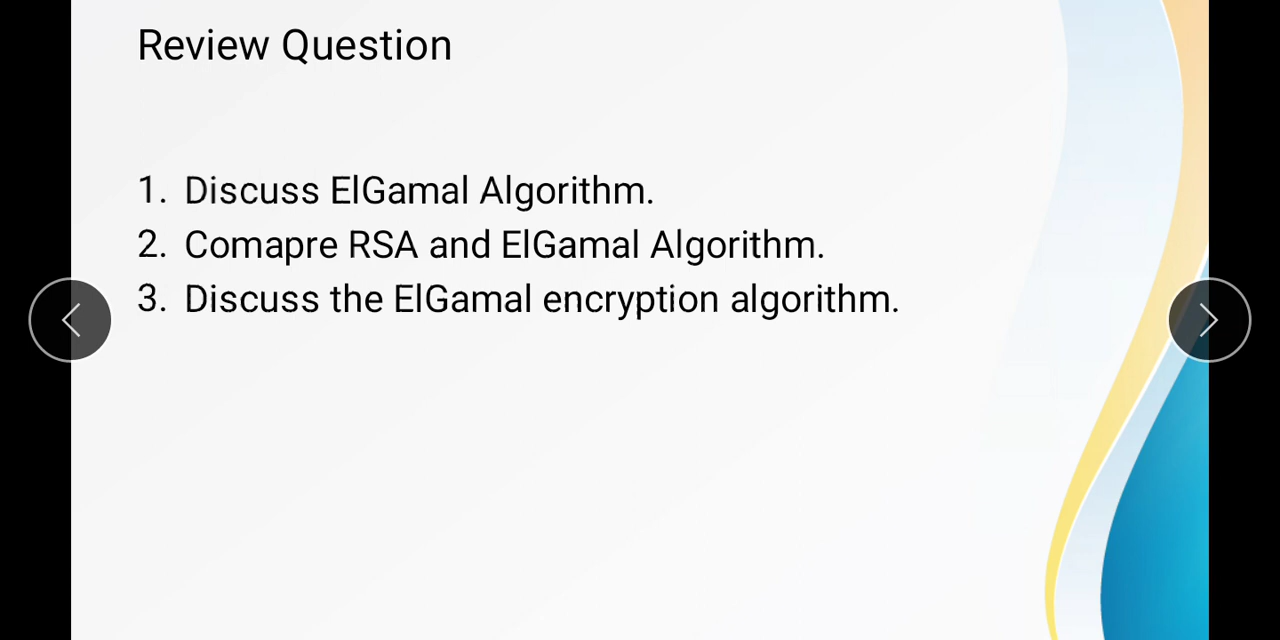 Review Question
1. Discuss ElGamal Algorithm.
2. Comapre RSA and ElGamal Algorithm.
3. Discuss the ElGamal encryption algorithm.